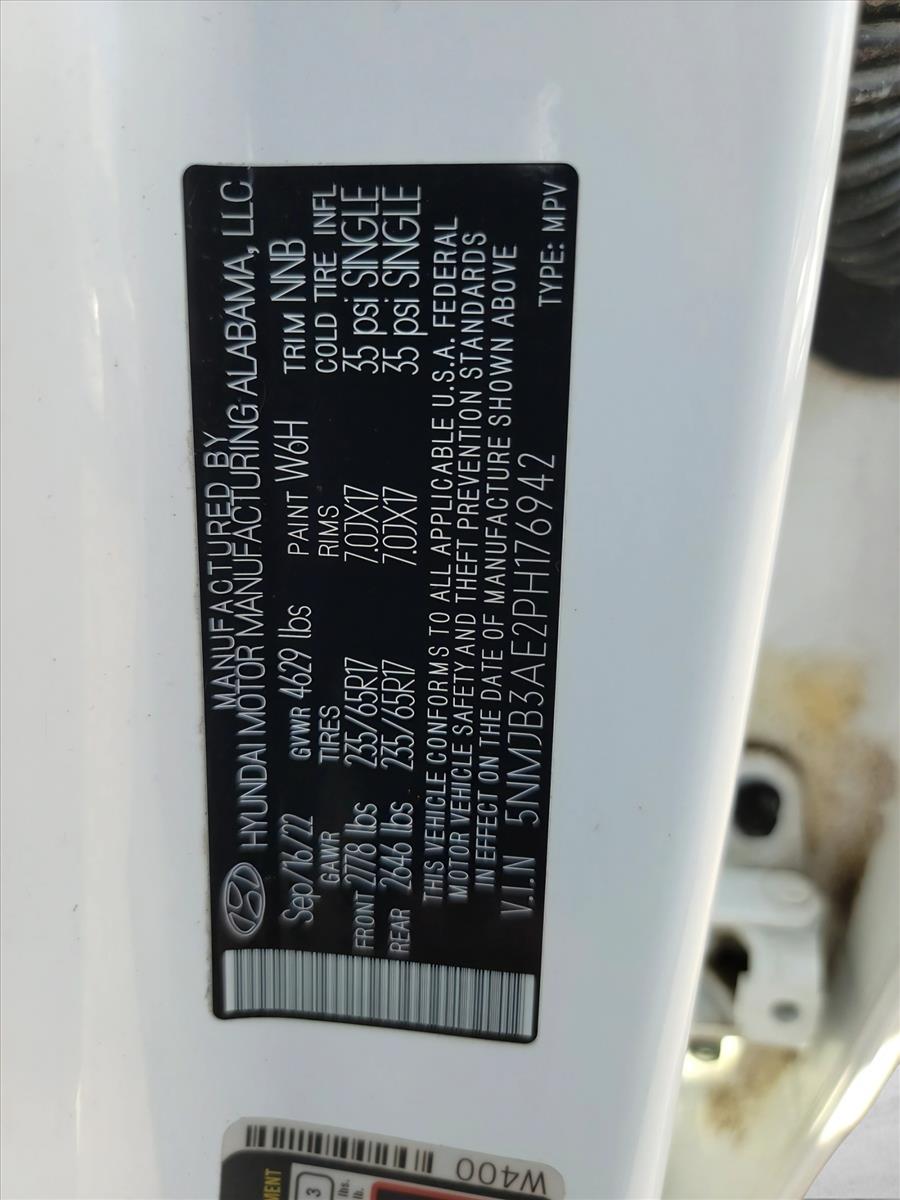 MANUFACTURED BY
HYUNDAI MOTOR MANUFACTURING ALABAMA, LLC
Sep/16/22 GVWR 4629 lbs PAINT W6H TRIM NNB
GAWR TIRES RIMS COLD TIRE INFL
FRONT 2778 lbs 235/65R17 7.0JX17 35 psi SINGLE
REAR 2646 lbs 235/65R17 7.0JX17 35 psi SINGLE
THIS VEHICLE CONFORMS TO ALL APPLICABLE U.S.A. FEDERAL
MOTOR VEHICLE SAFETY AND THEFT PREVENTION STANDARDS
IN EFFECT ON THE DATE OF MANUFACTURE SHOWN ABOVE
V.I.N 5NMJB3AE2PH176942
TYPE: MPV
W400
3
lbs.
lb.